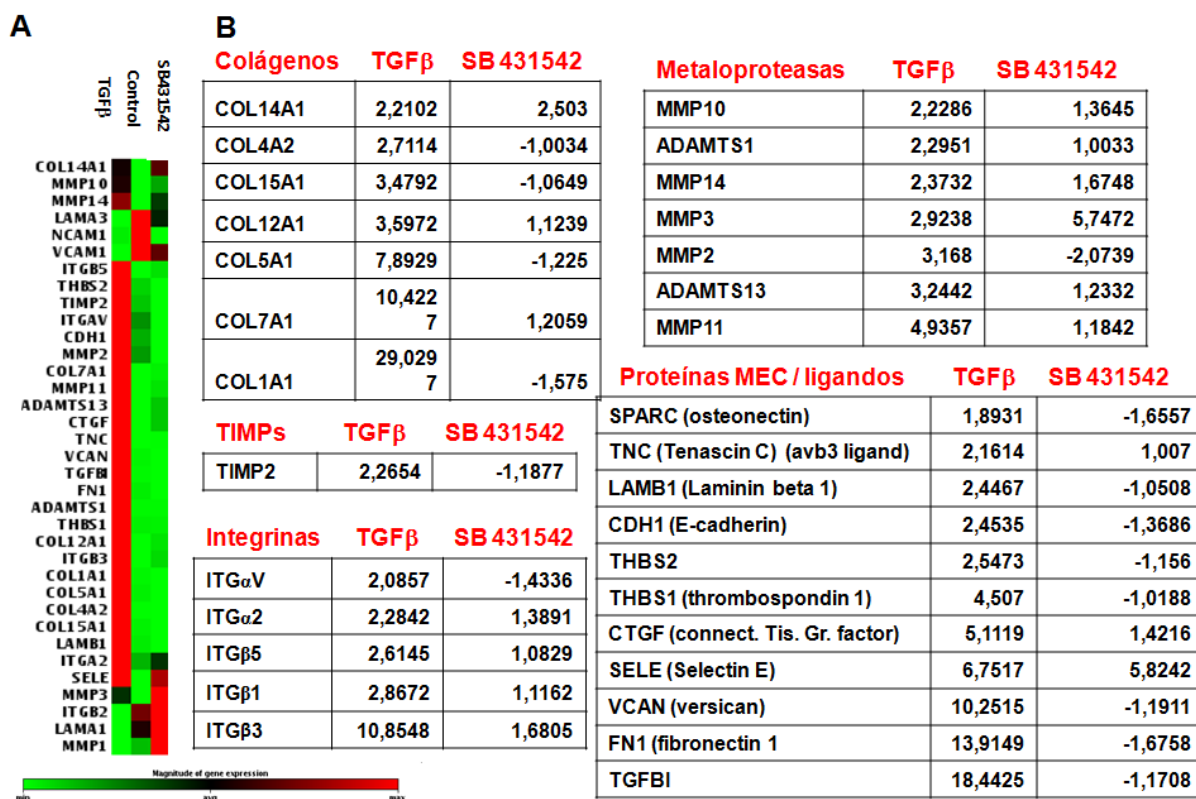 A
B
TGFβ
Control
SB431542
COL14A1
MMP10
MMP14
LAMA3
NCAM1
VCAM1
ITGB5
THBS2
TIMP2
ITGAV
CDH1
MMP2
COL7A1
MMP11
ADAMTS13
CTGF
TNC
VCAN
TGFBI
FN1
ADAMTS1
THBS1
COL12A1
ITGB3
COL1A1
COL5A1
COL4A2
COL15A1
LAMB1
ITGA2
SELE
MMP3
ITGB2
LAMA1
MMP1
Magnitude of gene expression
min avg max
Colágenos TGFβ SB 431542
COL14A1 2,2102 2,503
COL4A2 2,7114 -1,0034
COL15A1 3,4792 -1,0649
COL12A1 3,5972 1,1239
COL5A1 7,8929 -1,225
10,422
COL7A1 7 1,2059
29,029
COL1A1 7 -1,575
TIMPs TGFβ SB 431542
TIMP2 2,2654 -1,1877
Integrinas TGFβ SB 431542
ITGαV 2,0857 -1,4336
ITGα2 2,2842 1,3891
ITGβ5 2,6145 1,0829
ITGβ1 2,8672 1,1162
ITGβ3 10,8548 1,6805
Metaloproteasas TGFβ SB 431542
MMP10 2,2286 1,3645
ADAMTS1 2,2951 1,0033
MMP14 2,3732 1,6748
MMP3 2,9238 5,7472
MMP2 3,168 -2,0739
ADAMTS13 3,2442 1,2332
MMP11 4,9357 1,1842
Proteínas MEC / ligandos TGFβ SB 431542
SPARC (osteonectin) 1,8931 -1,6557
TNC (Tenascin C) (avb3 ligand) 2,1614 1,007
LAMB1 (Laminin beta 1) 2,4467 -1,0508
CDH1 (E-cadherin) 2,4535 -1,3686
THBS2 2,5473 -1,156
THBS1 (thrombospondin 1) 4,507 -1,0188
CTGF (connect. Tis. Gr. factor) 5,1119 1,4216
SELE (Selectin E) 6,7517 5,8242
VCAN (versican) 10,2515 -1,1911
FN1 (fibronectin 1 13,9149 -1,6758
TGFBI 18,4425 -1,1708